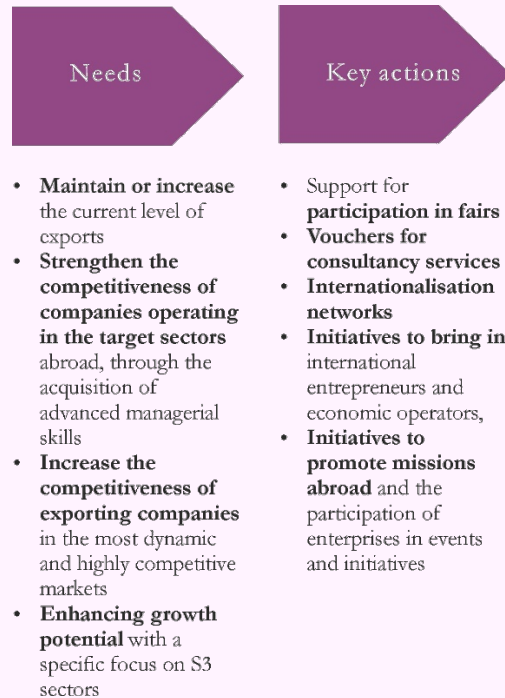 Needs
• Maintain or increase
the current level of
exports
• Strengthen the
competitiveness of
companies operating
in the target sectors
abroad, through the
acquisition of
advanced managerial
skills
• Increase the
competitiveness of
exporting companies
in the most dynamic
and highly competitive
markets
• Enhancing growth
potential with a
specific focus on S3
sectors
Key actions
• Support for
participation in fairs
• Vouchers for
consultancy services
• Internationalisation
networks
• Initiatives to bring in
international
entrepreneurs and
economic operators,
• Initiatives to
promote missions
abroad and the
participation of
enterprises in events
and initiatives